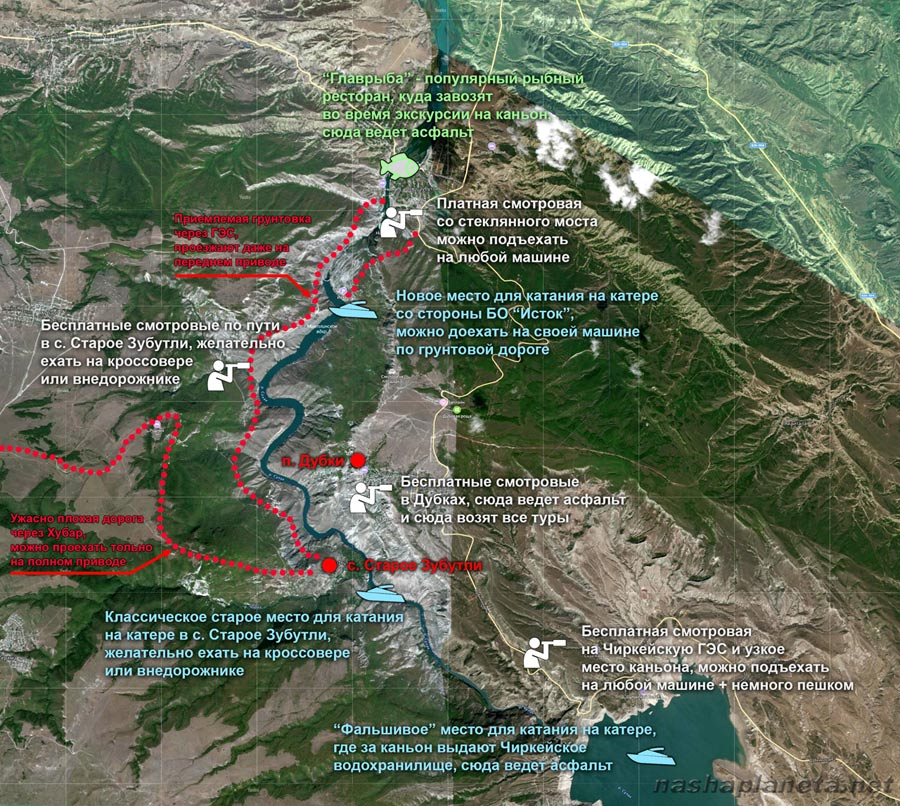 “Главрыба” - популярный рыбный
ресторан, куда завозят
во время экскурсии на каньон,
сюда ведет асфальт
Платная смотровая
со стеклянного моста
можно подъехать
на любой машине
Приемлемая грунтовка
через ГЭС,
проезжают даже на
переднем приводе
Новое место для катания на катере
со стороны БО “Исток”,
можно доехать на своей машине
по грунтовой дороге
Бесплатные смотровые по пути
в с. Старое Зубутли, желательно
ехать на кроссовере
или внедорожнике
п. Дубки
Бесплатные смотровые
в Дубках, сюда ведет асфальт
и сюда возят все туры
Ужасно плохая дорога
через Хубар,
можно проехать только
на полном приводе
с. Старое Зубутли
Классическое старое место для катания
на катере в с. Старое Зубутли,
желательно ехать на кроссовере
или внедорожнике
Бесплатная смотровая
на Чиркейскую ГЭС и узкое
место каньона, можно подъехать
на любой машине + немного пешком
“Фальшивое” место для катания на катере,
где за каньон выдают Чиркейское
водохранилище, сюда ведет асфальт
nashaplaneta.net